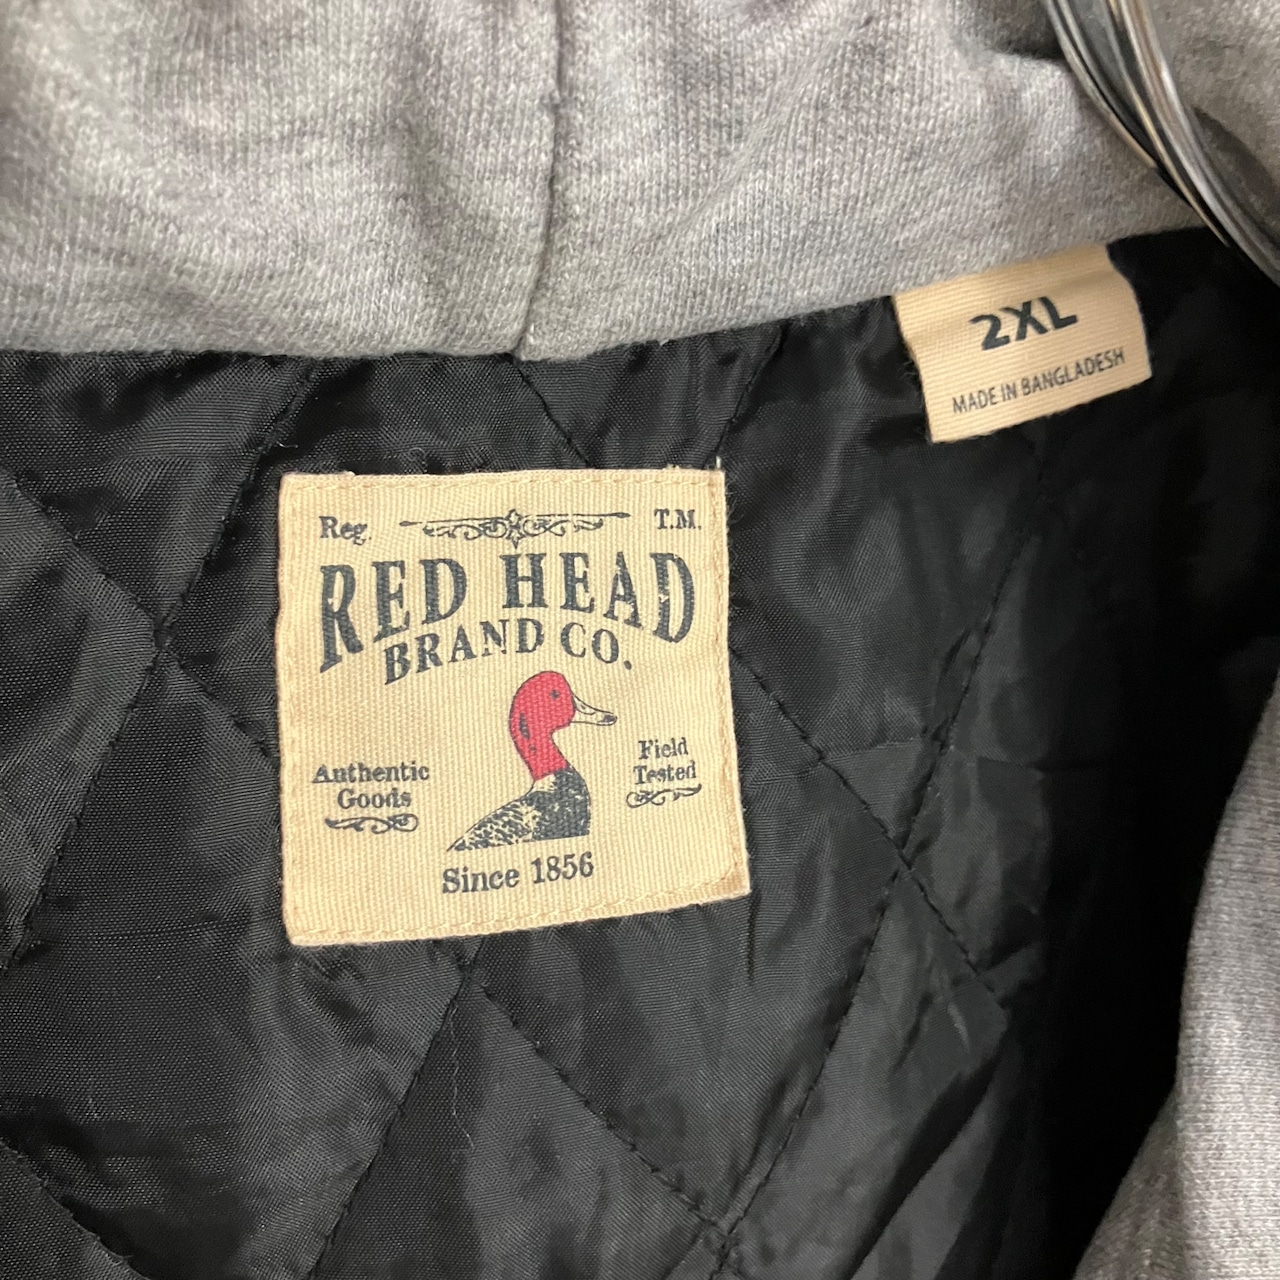 2XL
MADE IN BANGLADESH
Reg. T.M.
RED HEAD
BRAND CO.
Authentic
Goods
Field
Tested
Since 1856